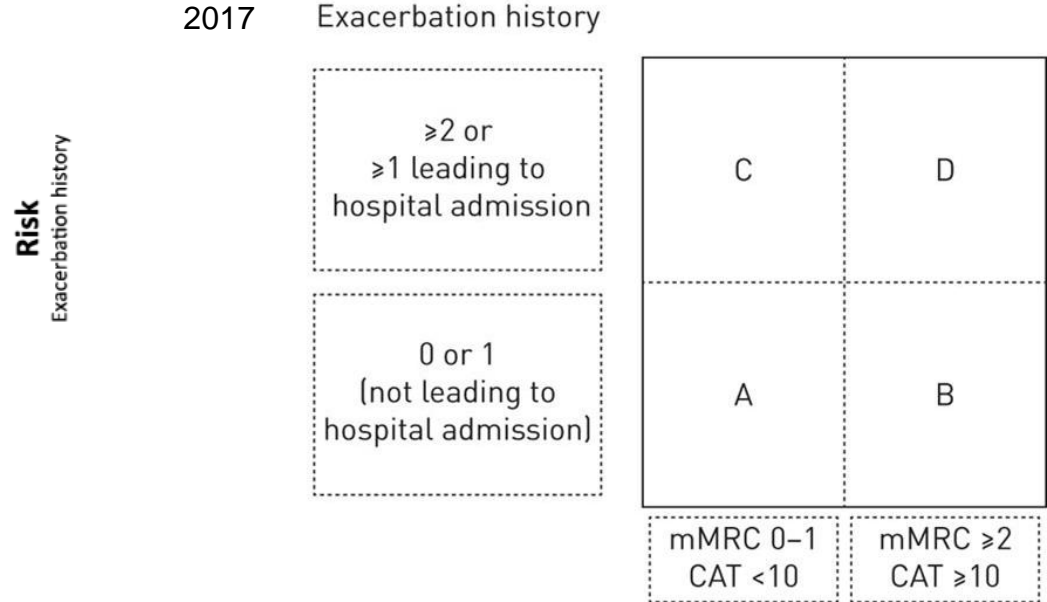 2017
Exacerbation history
Risk
Exacerbation history
⩾2 or
⩾1 leading to
hospital admission
C
D
0 or 1
(not leading to
hospital admission)
A
B
mMRC 0–1
CAT <10
mMRC ⩾2
CAT ⩾10